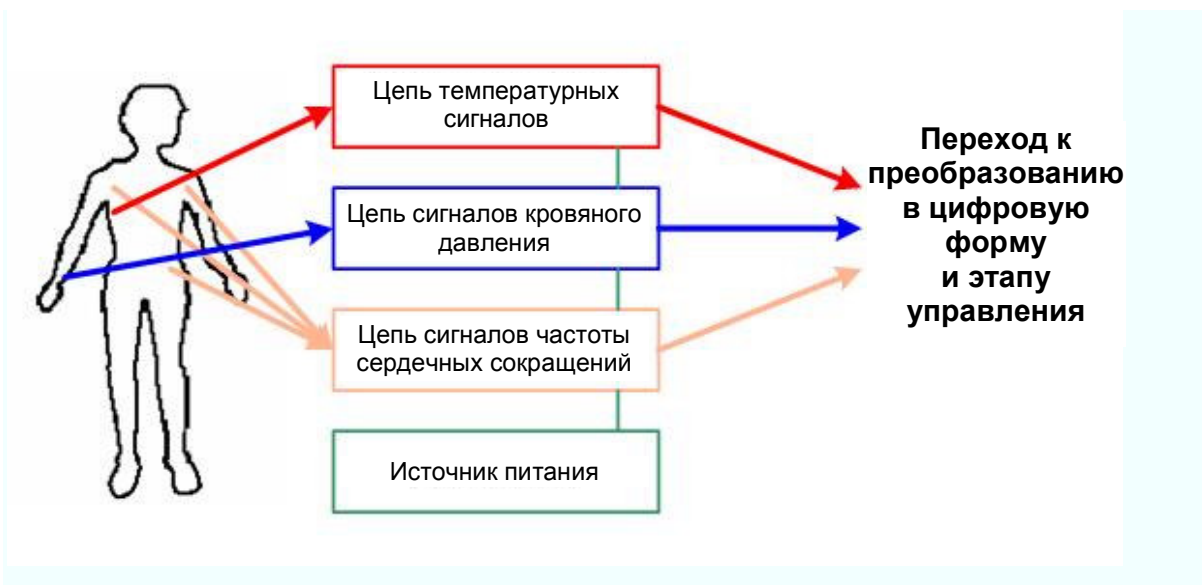 Цепь температурных
сигналов
Цепь сигналов кровяного
давления
Цепь сигналов частоты
сердечных сокращений
Источник питания
Переход к
преобразованию
в цифровую
форму
и этапу
управления